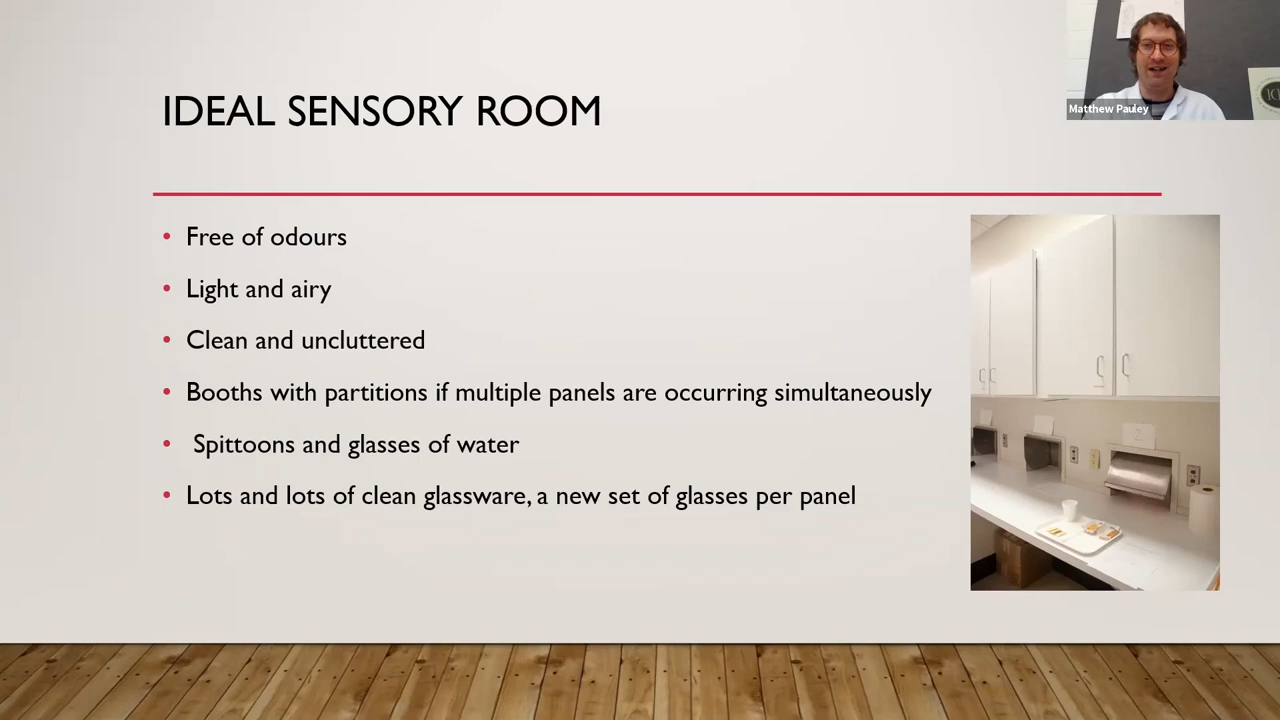 IDEAL SENSORY ROOM
Matthew Pauley
• Free of odours
• Light and airy
• Clean and uncluttered
• Booths with partitions if multiple panels are occurring simultaneously
• Spittoons and glasses of water
• Lots and lots of clean glassware, a new set of glasses per panel
2